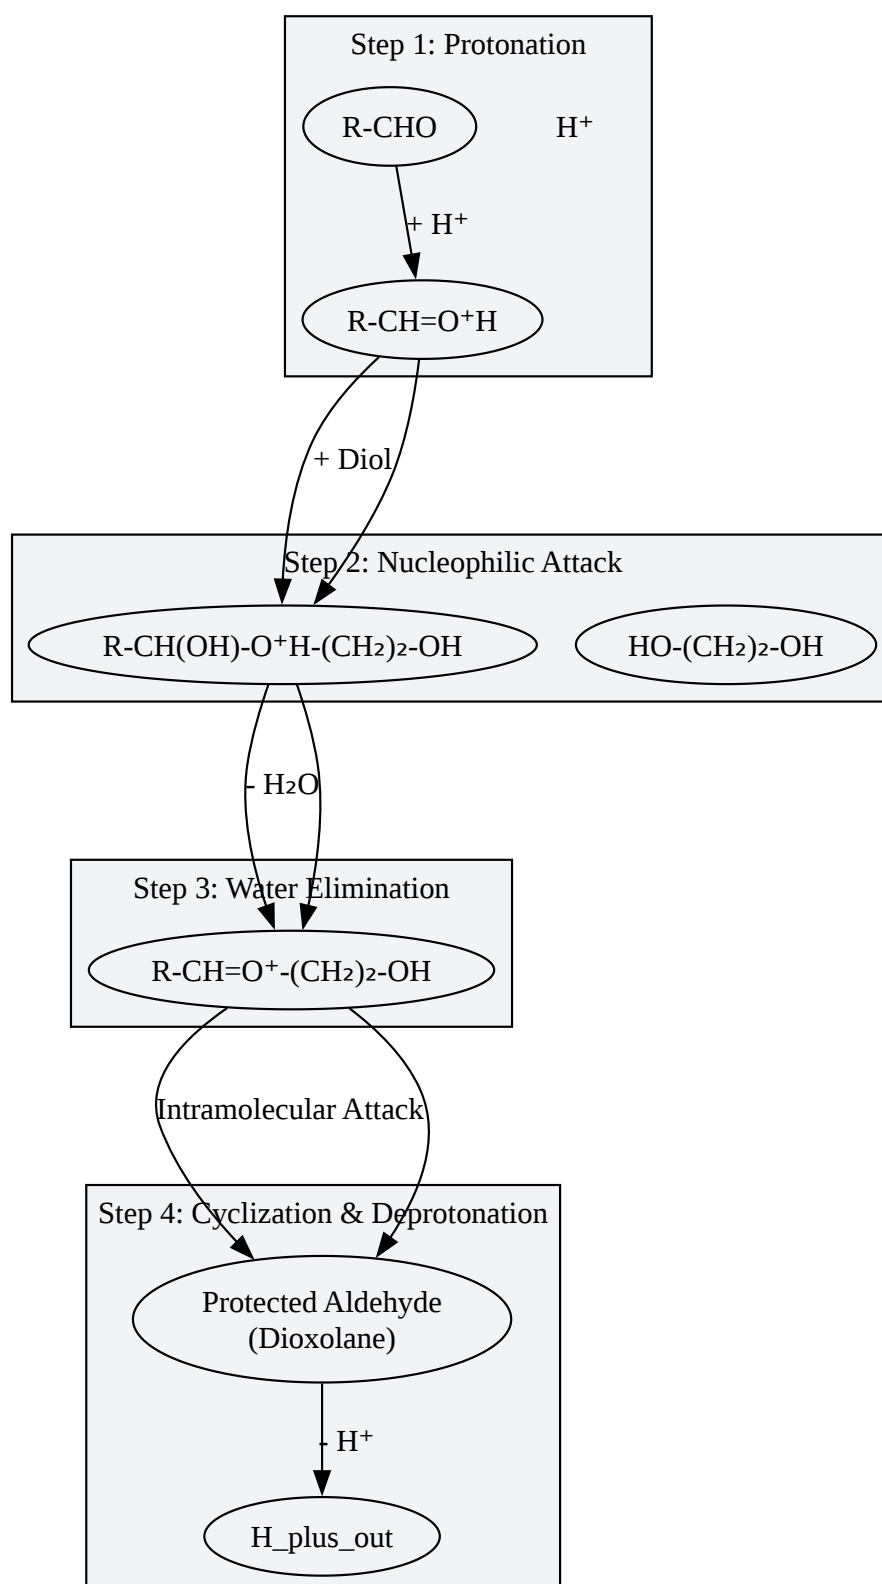 Step 1: Protonation
R-CHO
H⁺
+ H⁺
R-CH=O⁺H
+ Diol
Step 2: Nucleophilic Attack
R-CH(OH)-O⁺H-(CH₂)₂-OH
HO-(CH₂)₂-OH
- H₂O
Step 3: Water Elimination
R-CH=O⁺-(CH₂)₂-OH
Intramolecular Attack
Step 4: Cyclization & Deprotonation
Protected Aldehyde
(Dioxolane)
- H⁺
H_plus_out